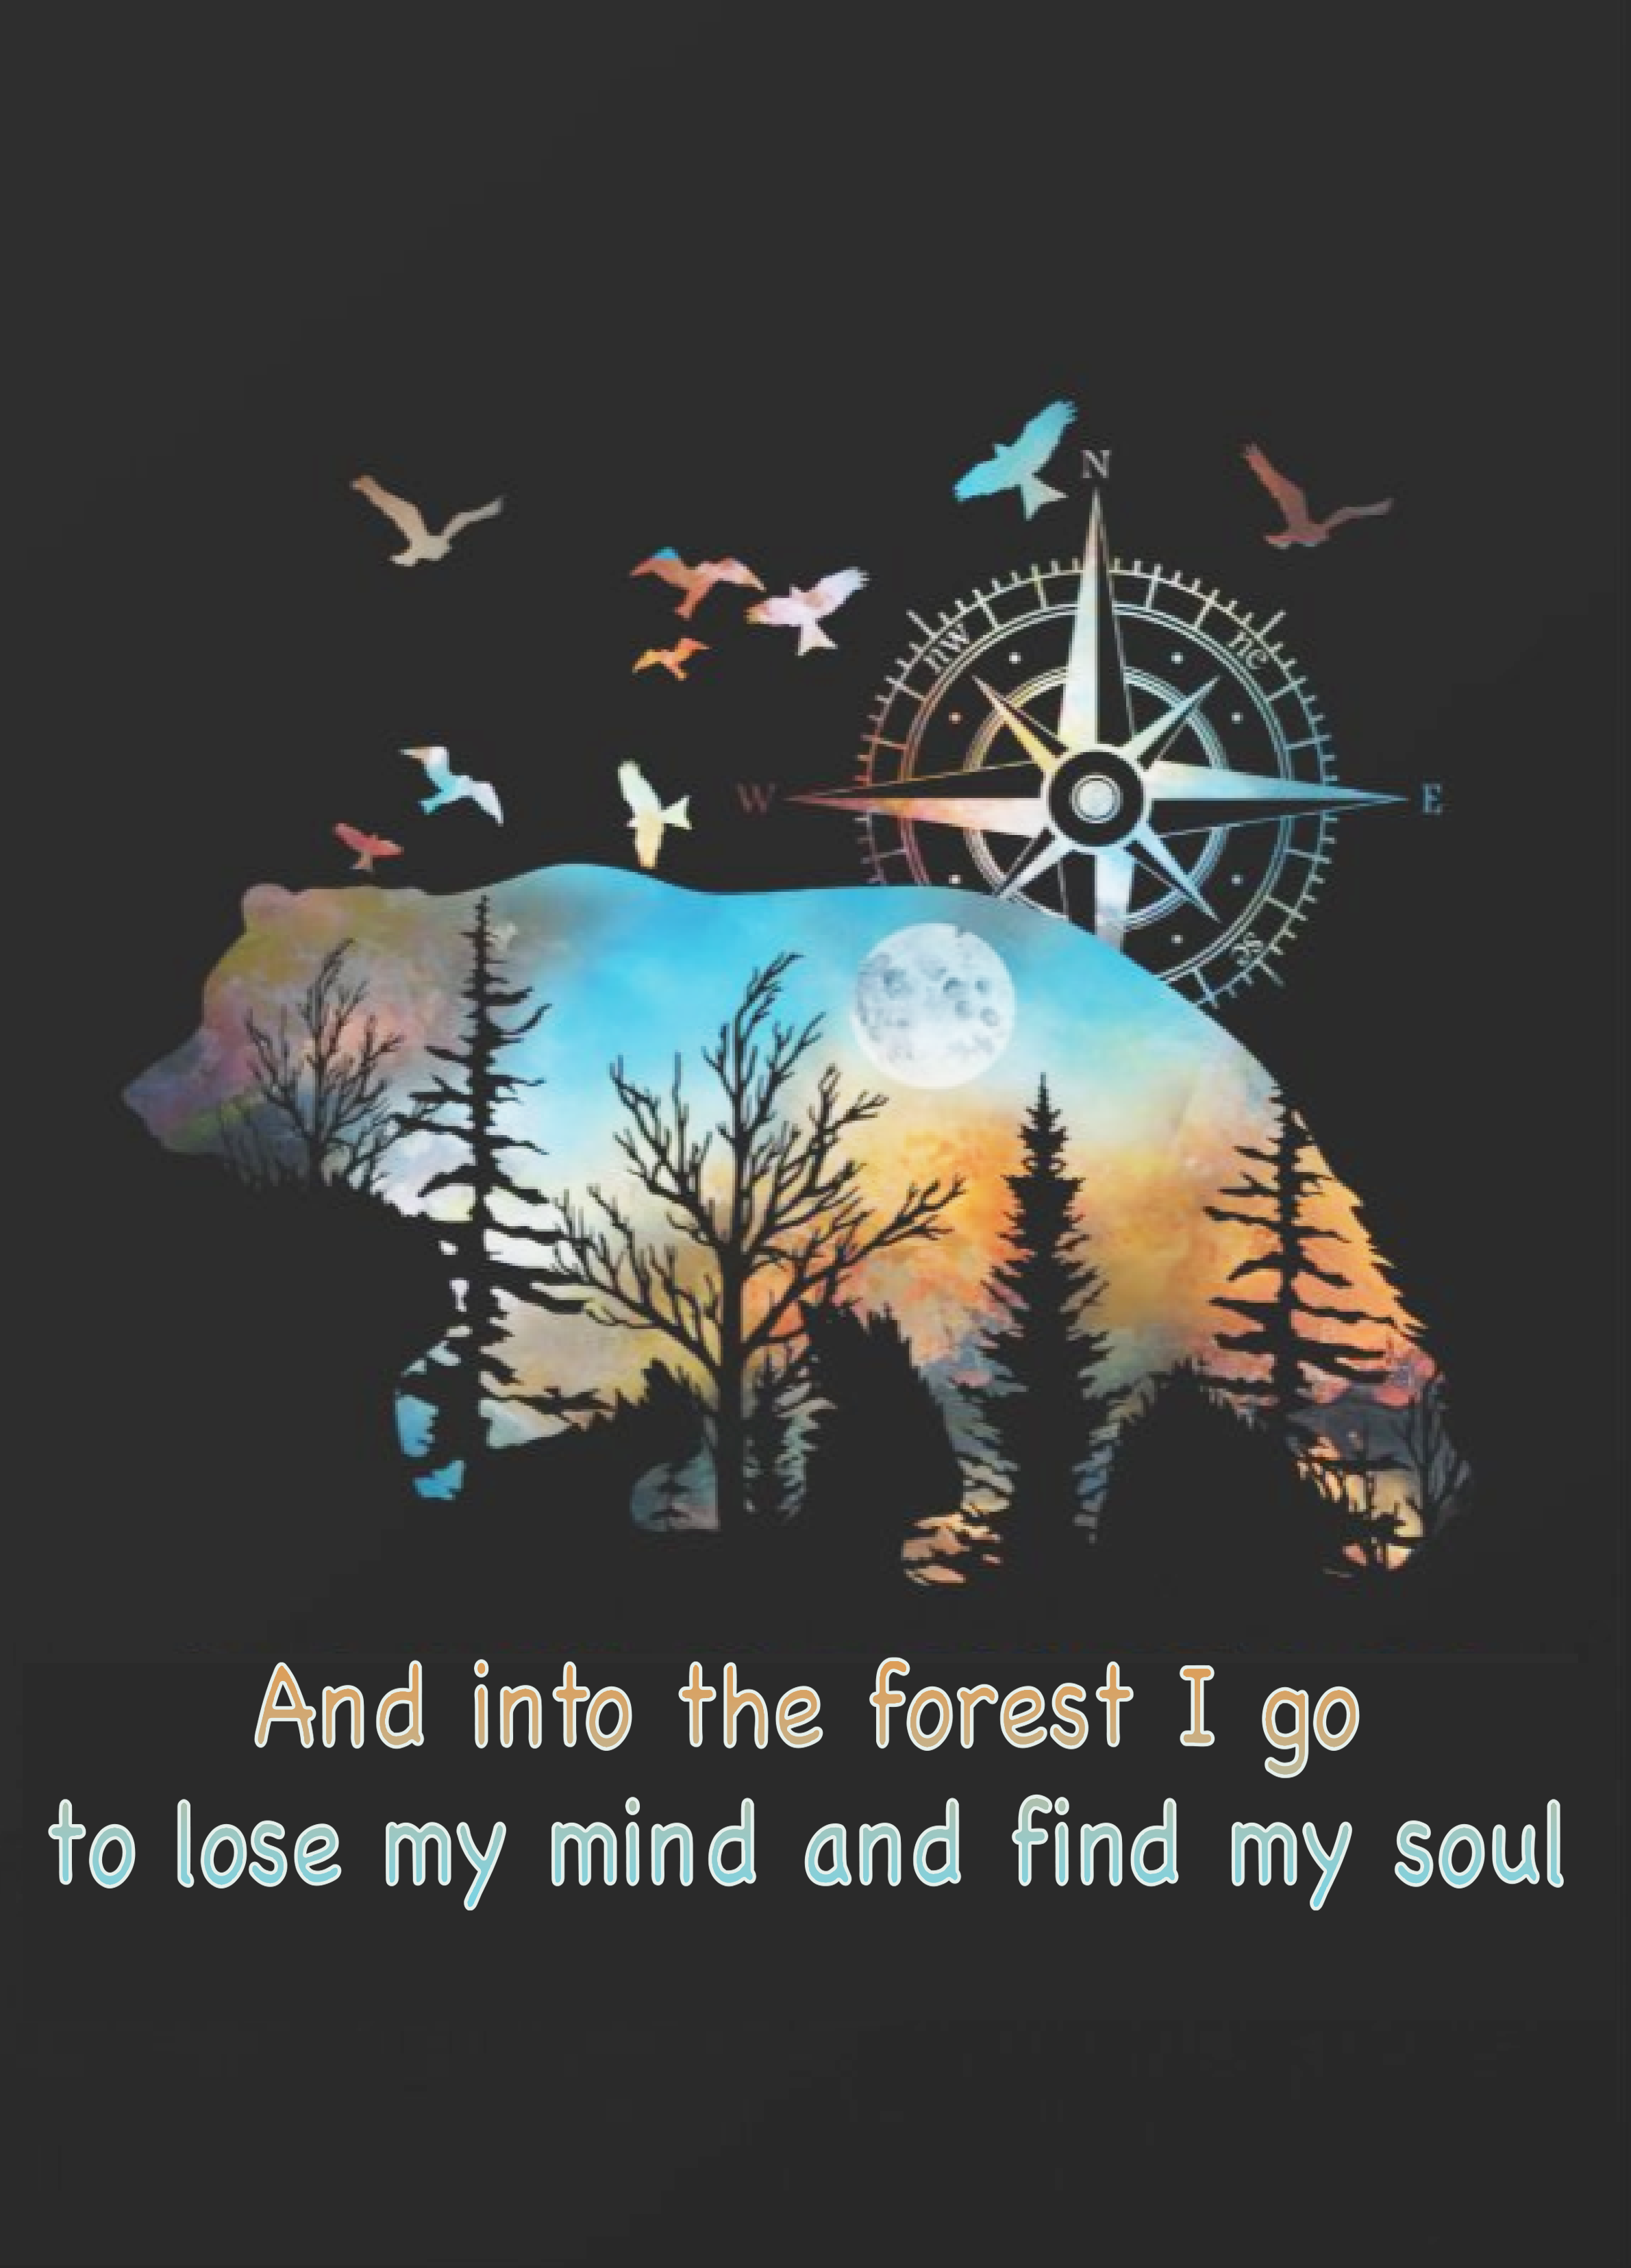 N
nw
ne
W
E
se
And into the forest I go
to lose my mind and find my soul